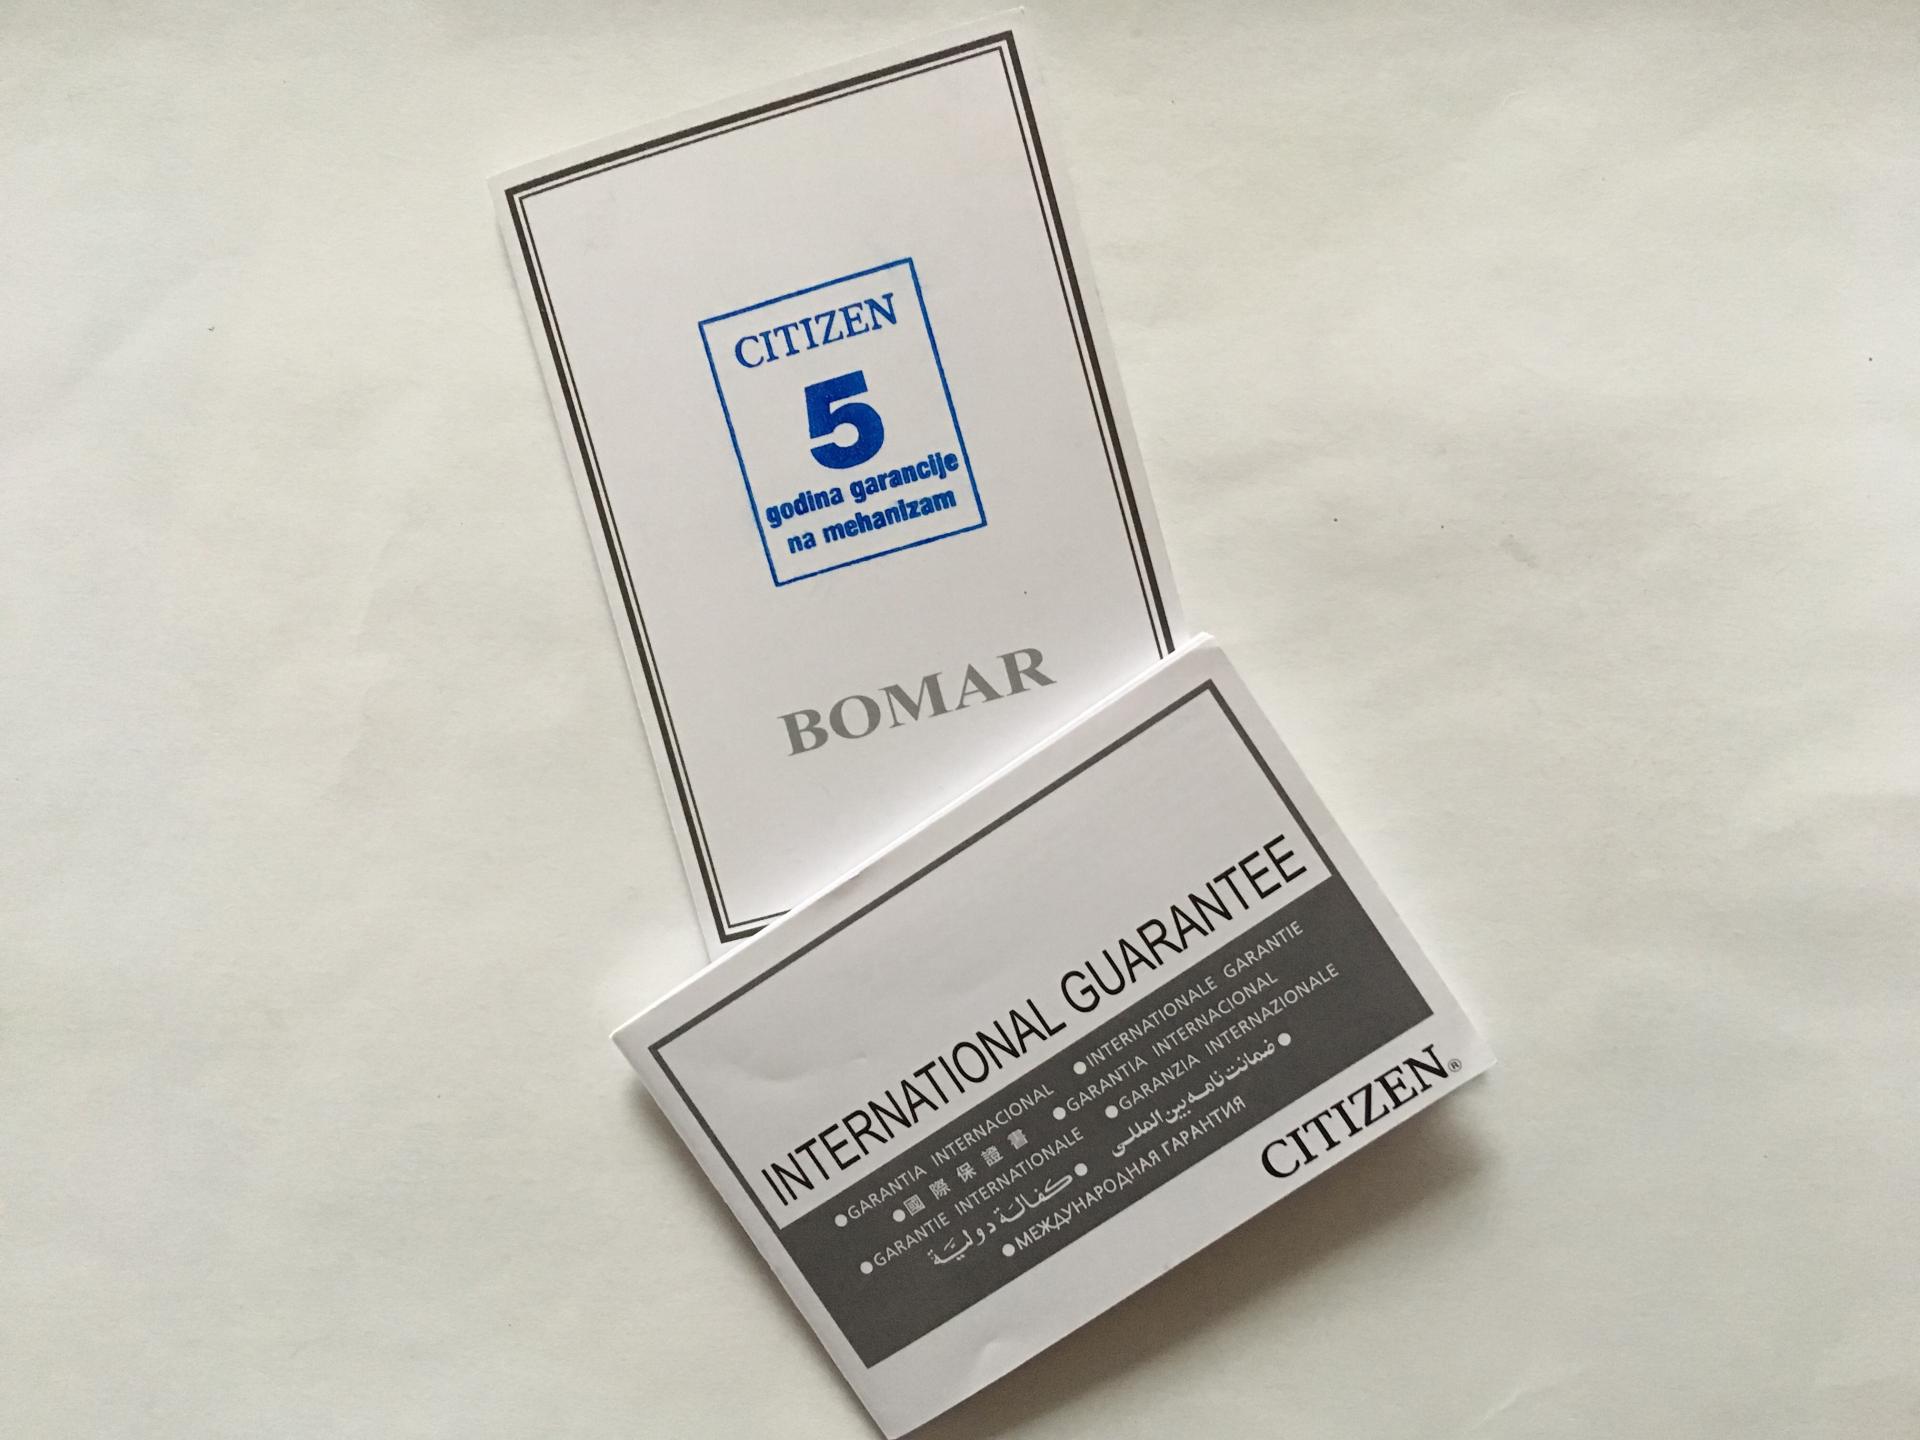 CITIZEN
5
godina garancije
na mehanizam
BOMAR
INTERNATIONAL GUARANTEE
●GARANTIA INTERNACIONAL ●INTERNATIONALE GARANTIE
●國際保證書 ●GARANTIA INTERNACIONAL
●GARANTIE INTERNATIONALE ●GARANZIA INTERNAZIONALE
●كفالة دولية ●ضمانت نامه بين المللى
●МЕЖДУНАРОДНАЯ ГАРАНТИЯ
CITIZEN®